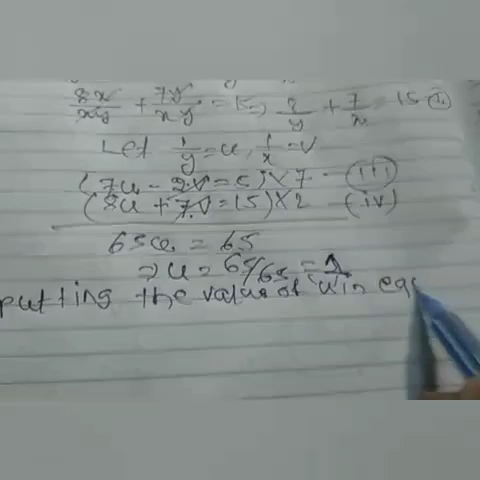 8x/xy + 7y/xy = 15 ⇒ 8/y + 7/x = 15 (ii)
Let 1/y = u, 1/x = v
(7u - 2v = 5) × 7 - (iii)
(8u + 7v = 15) × 2 - (iv)
65u = 65
⇒ u = 65/65 = 1
putting the value of 'u' in eq